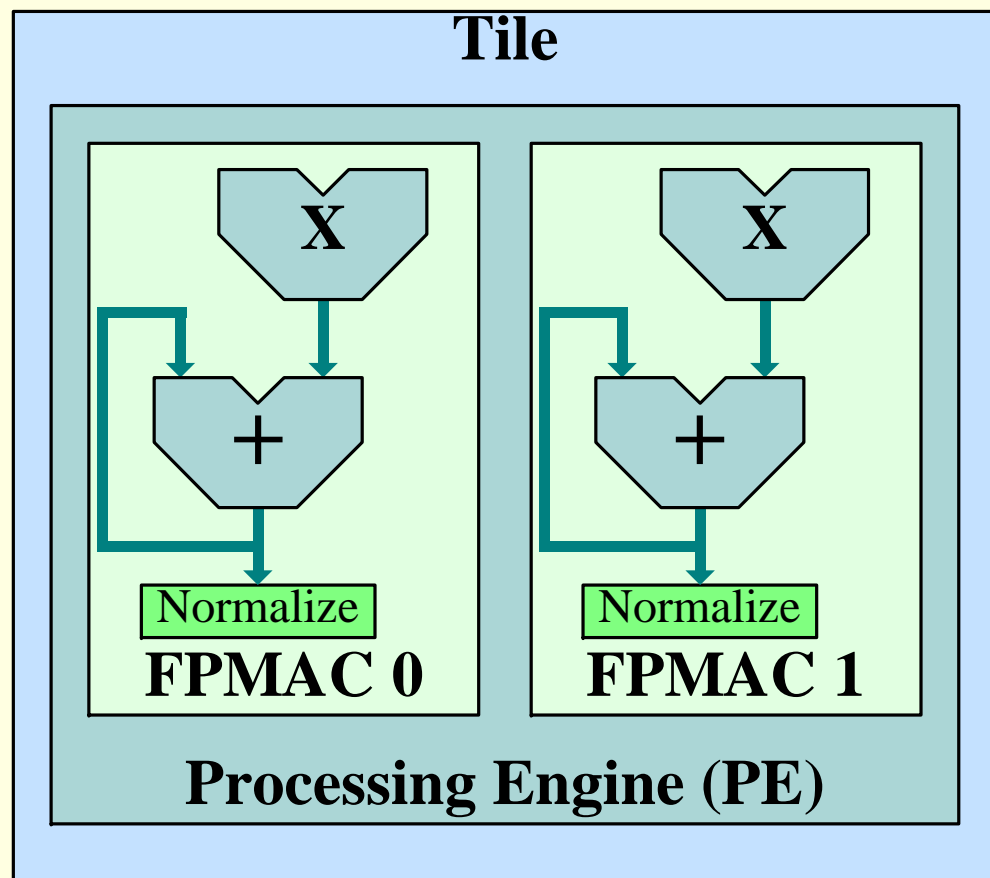 Tile
X X
+ +
Normalize Normalize
FPMAC 0 FPMAC 1
Processing Engine (PE)